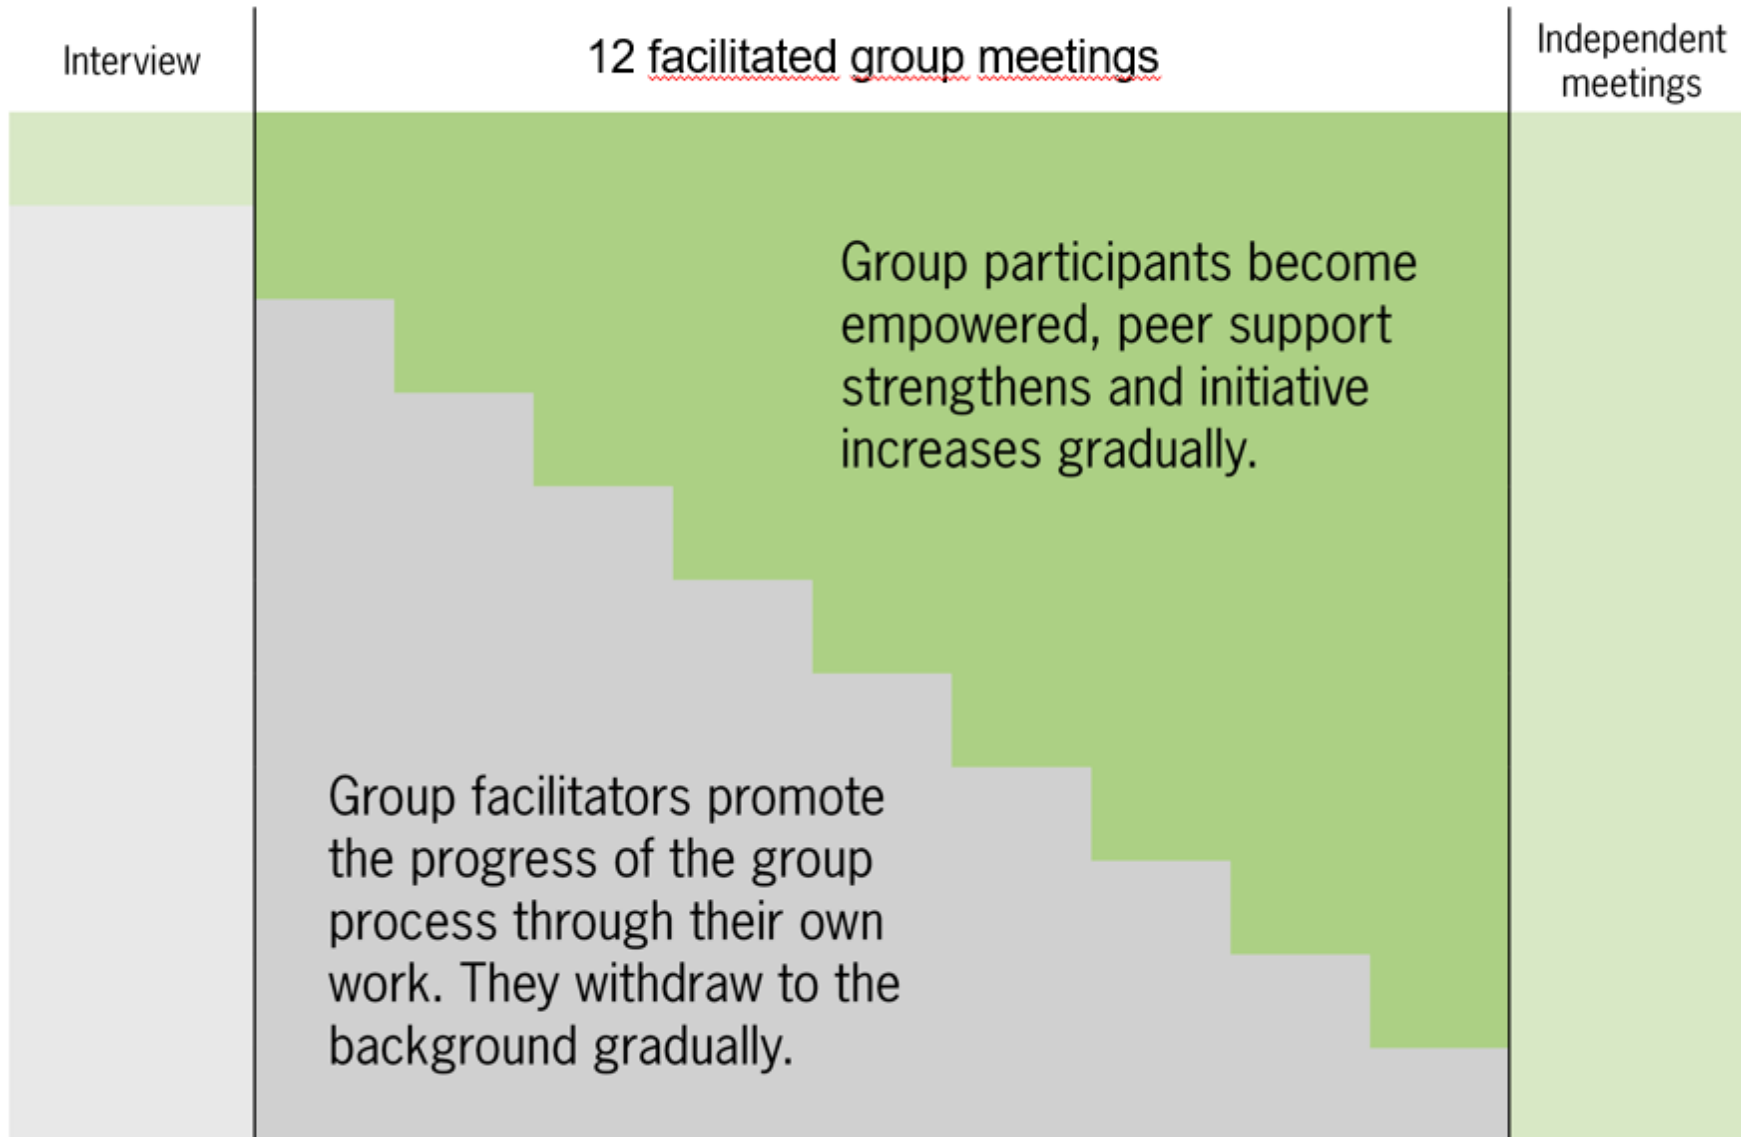 Interview
12 facilitated group meetings
Independent
meetings
Group participants become
empowered, peer support
strengthens and initiative
increases gradually.
Group facilitators promote
the progress of the group
process through their own
work. They withdraw to the
background gradually.